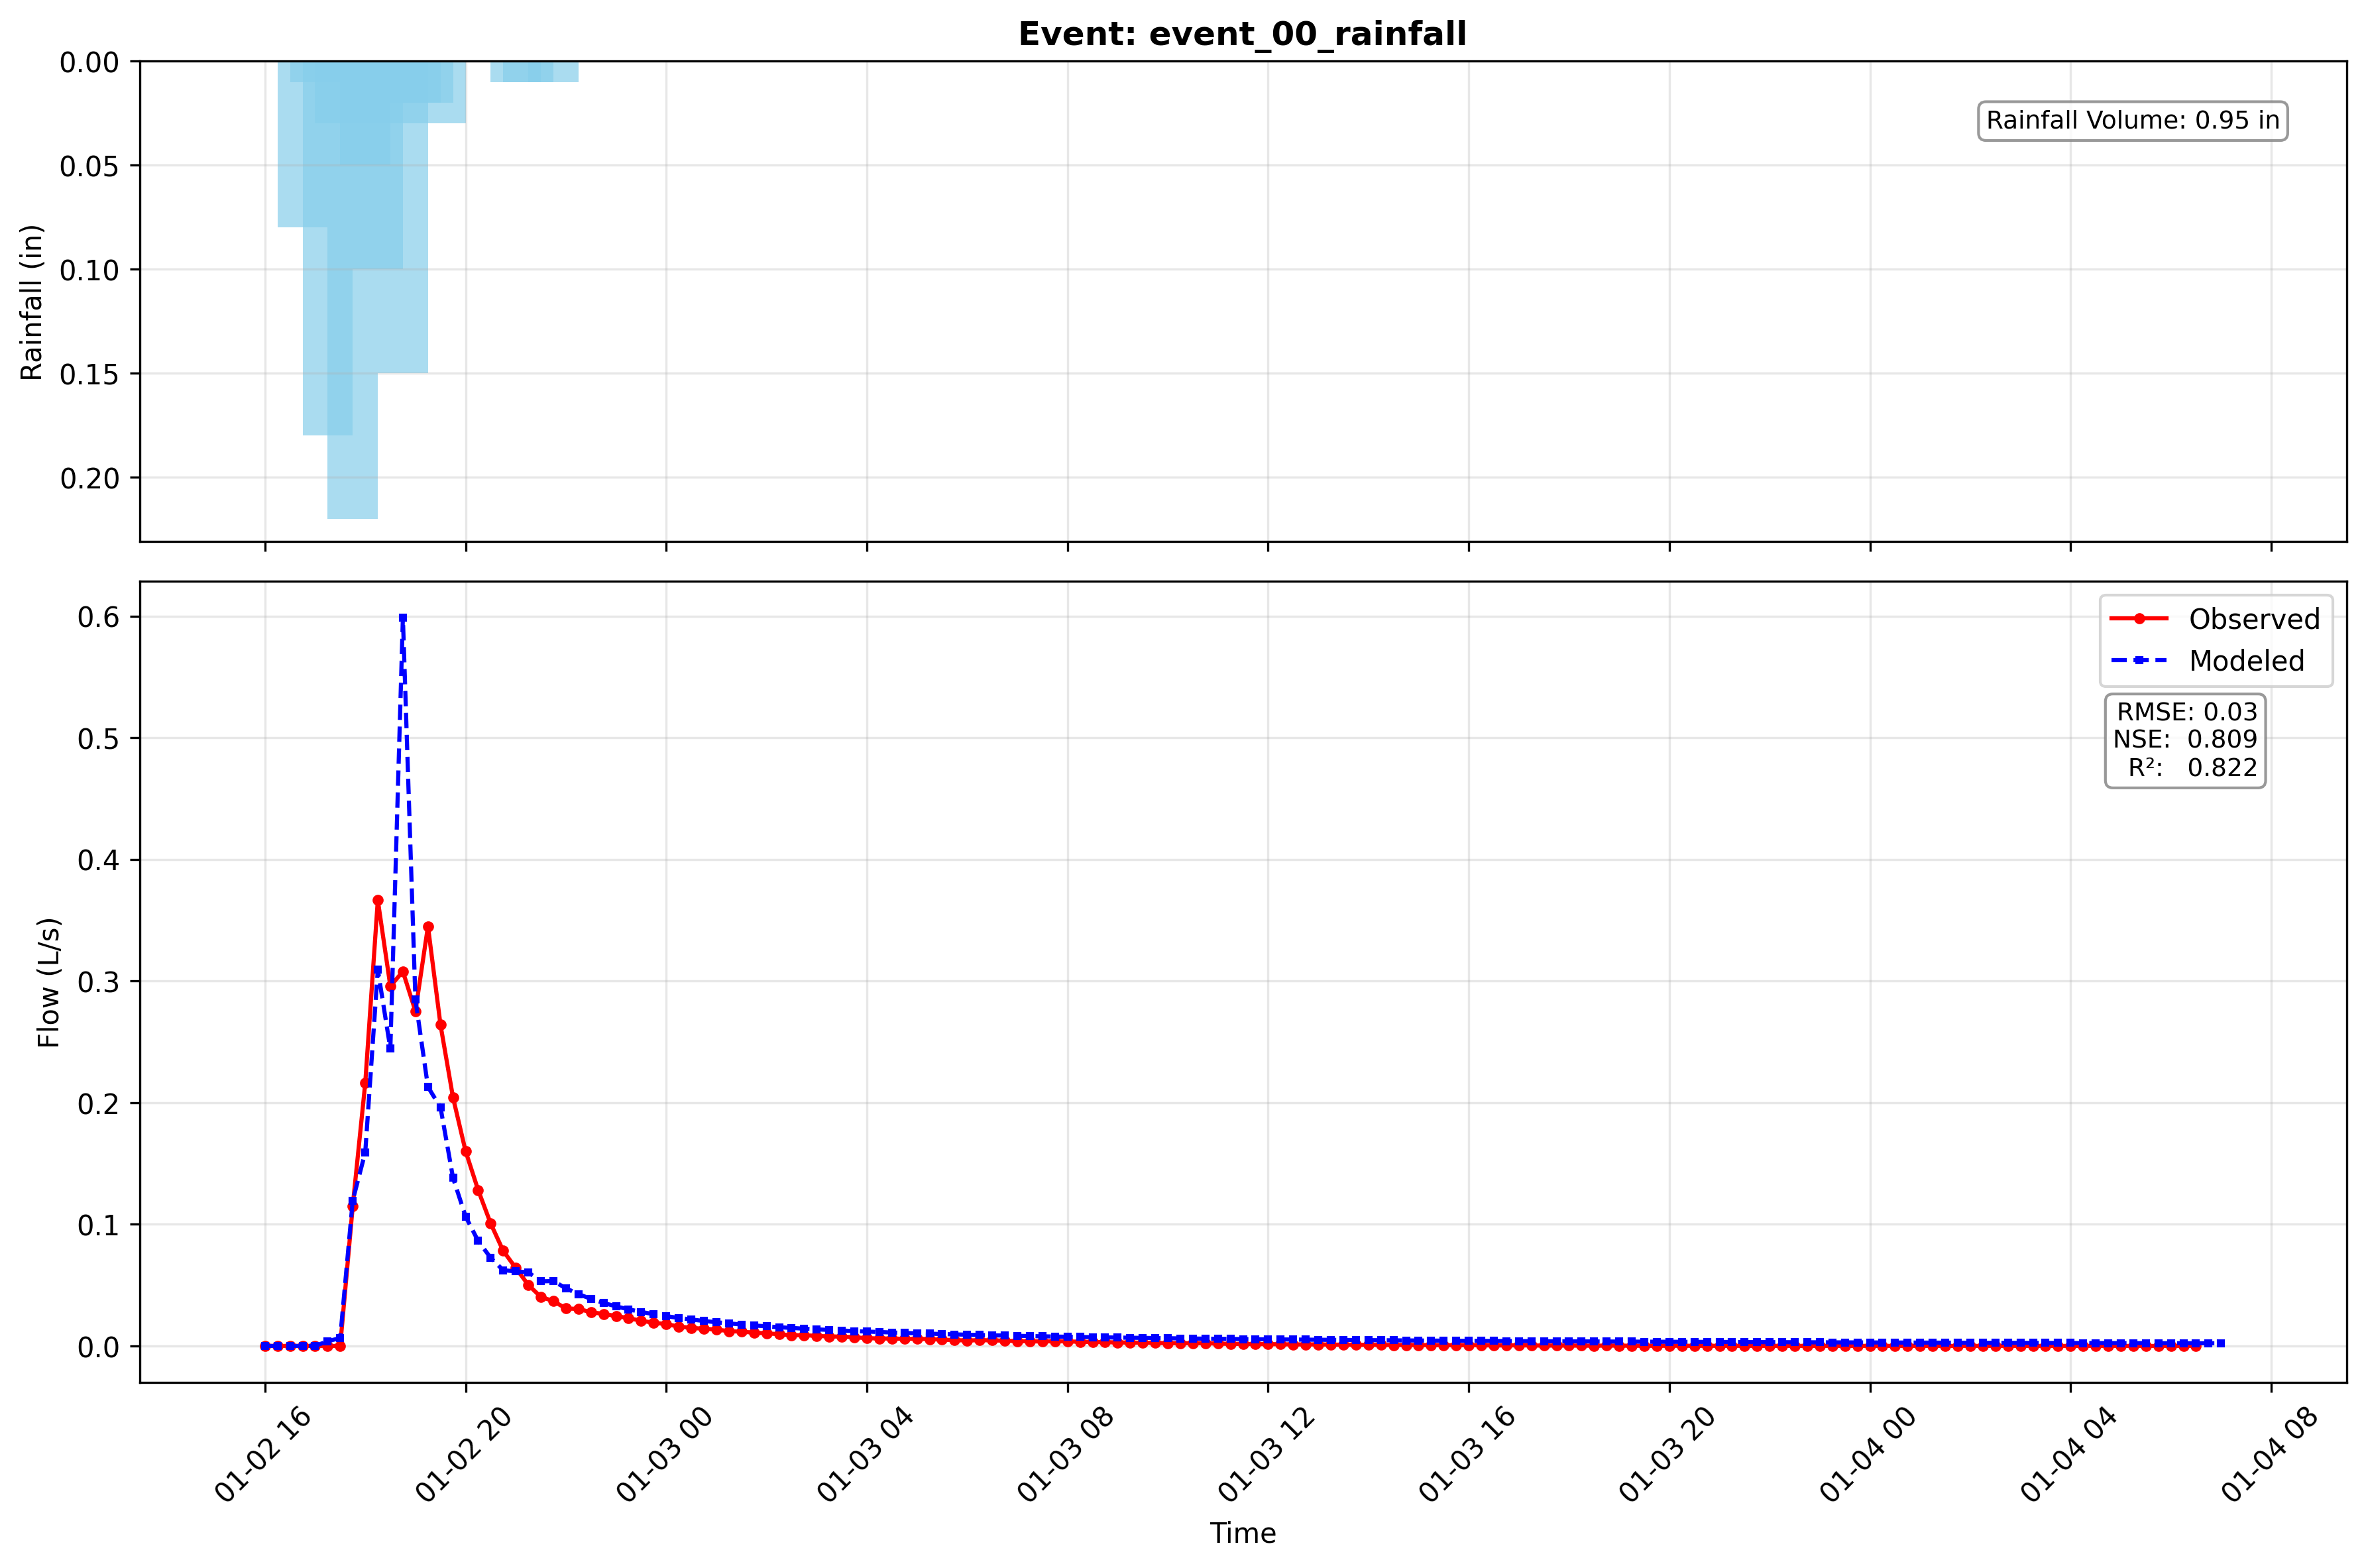 Event: event_00_rainfall
0.00
0.05
0.10
0.15
0.20
Rainfall (in)
Rainfall Volume: 0.95 in
0.6
0.5
0.4
0.3
0.2
0.1
0.0
Flow (L/s)
Observed
Modeled
RMSE: 0.03
NSE: 0.809
R²: 0.822
01-02 16
01-02 20
01-03 00
01-03 04
01-03 08
01-03 12
01-03 16
01-03 20
01-04 00
01-04 04
01-04 08
Time